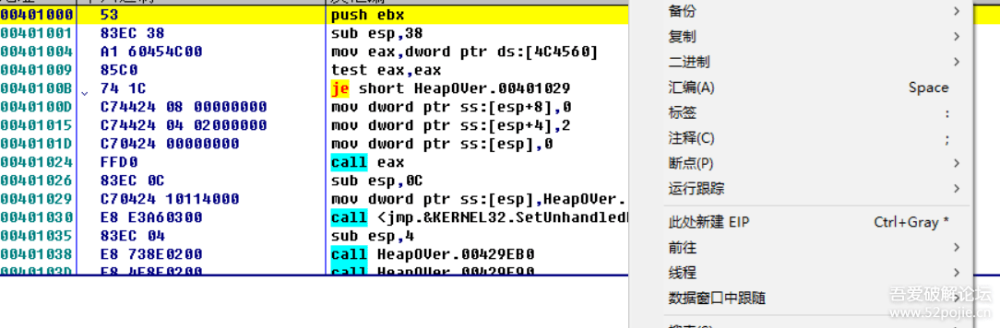 00401000 53 push ebx
00401001 83EC 38 sub esp,38
00401004 A1 60454C00 mov eax,dword ptr ds:[4C4560]
00401009 85C0 test eax,eax
0040100B 74 1C je short HeapOVer.00401029
0040100D C74424 08 00000000 mov dword ptr ss:[esp+8],0
00401015 C74424 04 02000000 mov dword ptr ss:[esp+4],2
0040101D C70424 00000000 mov dword ptr ss:[esp],0
00401024 FFD0 call eax
00401026 83EC 0C sub esp,0C
00401029 C70424 10114000 mov dword ptr ss:[esp],HeapOVer.
00401030 E8 E3A60300 call <jmp.&KERNEL32.SetUnhandled
00401035 83EC 04 sub esp,4
00401038 E8 738E0200 call HeapOVer.00429EB0
0040103D E8 4E8E0200 call HeapOVer.00429E90
备份
复制
二进制
汇编(A) Space
标签 :
注释(C) ;
断点(P)
运行跟踪
此处新建 EIP Ctrl+Gray *
前往
线程
数据窗口中跟随
吾爱破解论坛
www.52pojie.cn